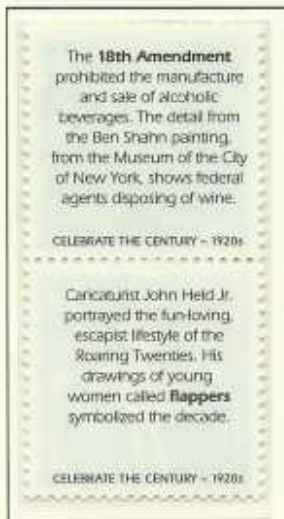 The 18th Amendment
prohibited the manufacture
and sale of alcoholic
beverages. The detail from
the Ben Shahn painting,
from the Museum of the City
of New York, shows federal
agents disposing of wine.
CELEBRATE THE CENTURY – 1920s
Caricaturist John Held Jr.
portrayed the fun-loving,
escapist lifestyle of the
Roaring Twenties. His
drawings of young
women called flappers
symbolized the decade.
CELEBRATE THE CENTURY – 1920s